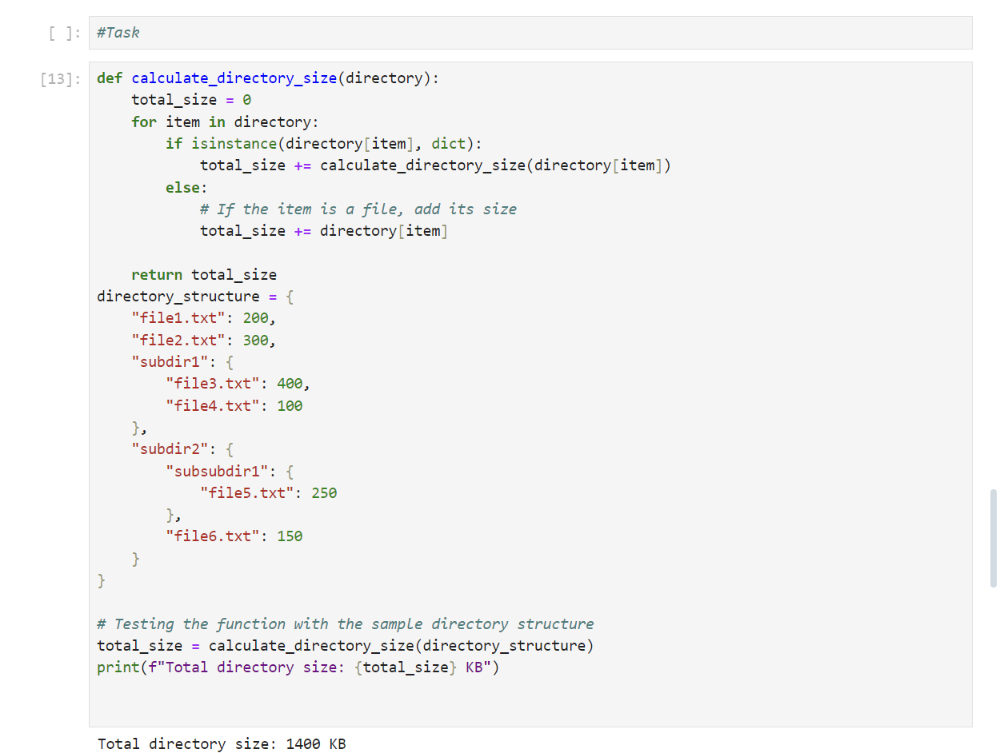 [ ]: #Task
[13]: def calculate_directory_size(directory):
    total_size = 0
    for item in directory:
        if isinstance(directory[item], dict):
            total_size += calculate_directory_size(directory[item])
        else:
            # If the item is a file, add its size
            total_size += directory[item]

    return total_size
directory_structure = {
    "file1.txt": 200,
    "file2.txt": 300,
    "subdir1": {
        "file3.txt": 400,
        "file4.txt": 100
    },
    "subdir2": {
        "subsubdir1": {
            "file5.txt": 250
        },
        "file6.txt": 150
    }
}

# Testing the function with the sample directory structure
total_size = calculate_directory_size(directory_structure)
print(f"Total directory size: {total_size} KB")

Total directory size: 1400 KB